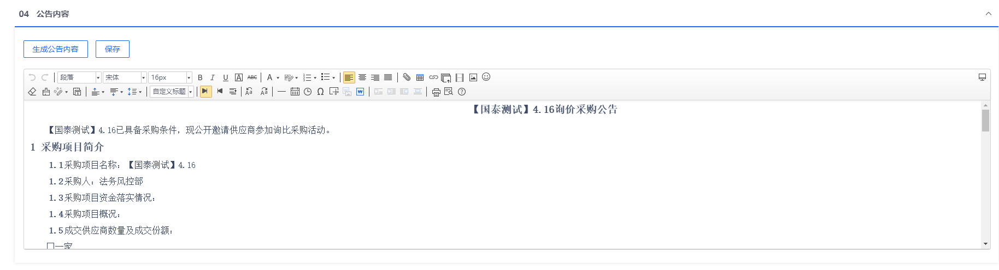 04 公告内容
生成公告内容 保存
段落 宋体 16px B I U A ABC A
自定义标题 Aa Aa Ω W
【国泰测试】4.16询价采购公告
【国泰测试】4.16已具备采购条件，现公开邀请供应商参加询比采购活动。
1 采购项目简介
1.1采购项目名称：【国泰测试】4.16
1.2采购人：法务风控部
1.3采购项目资金落实情况：
1.4采购项目概况：
1.5成交供应商数量及成交份额：
□一家